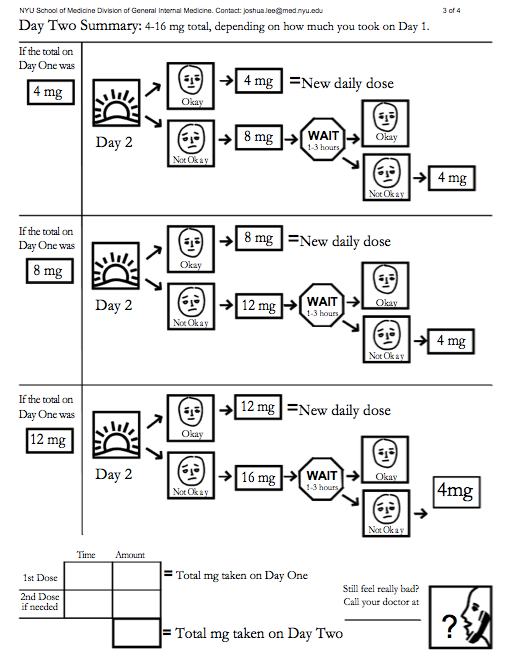 NYU School of Medicine Division of General Internal Medicine. Contact: joshua.lee@med.nyu.edu 3 of 4
Day Two Summary: 4-16 mg total, depending on how much you took on Day 1.
If the total on
Day One was
4 mg
Day 2
Okay
4 mg
=New daily dose
Not Okay
8 mg
WAIT
1-3 hours
Okay
Not Okay
4 mg
If the total on
Day One was
8 mg
Day 2
Okay
8 mg
=New daily dose
Not Okay
12 mg
WAIT
1-3 hours
Okay
Not Okay
4 mg
If the total on
Day One was
12 mg
Day 2
Okay
12 mg
=New daily dose
Not Okay
16 mg
WAIT
1-3 hours
Okay
Not Okay
4mg
Time Amount
1st Dose
= Total mg taken on Day One
2nd Dose
if needed
= Total mg taken on Day Two
Still feel really bad?
Call your doctor at
?